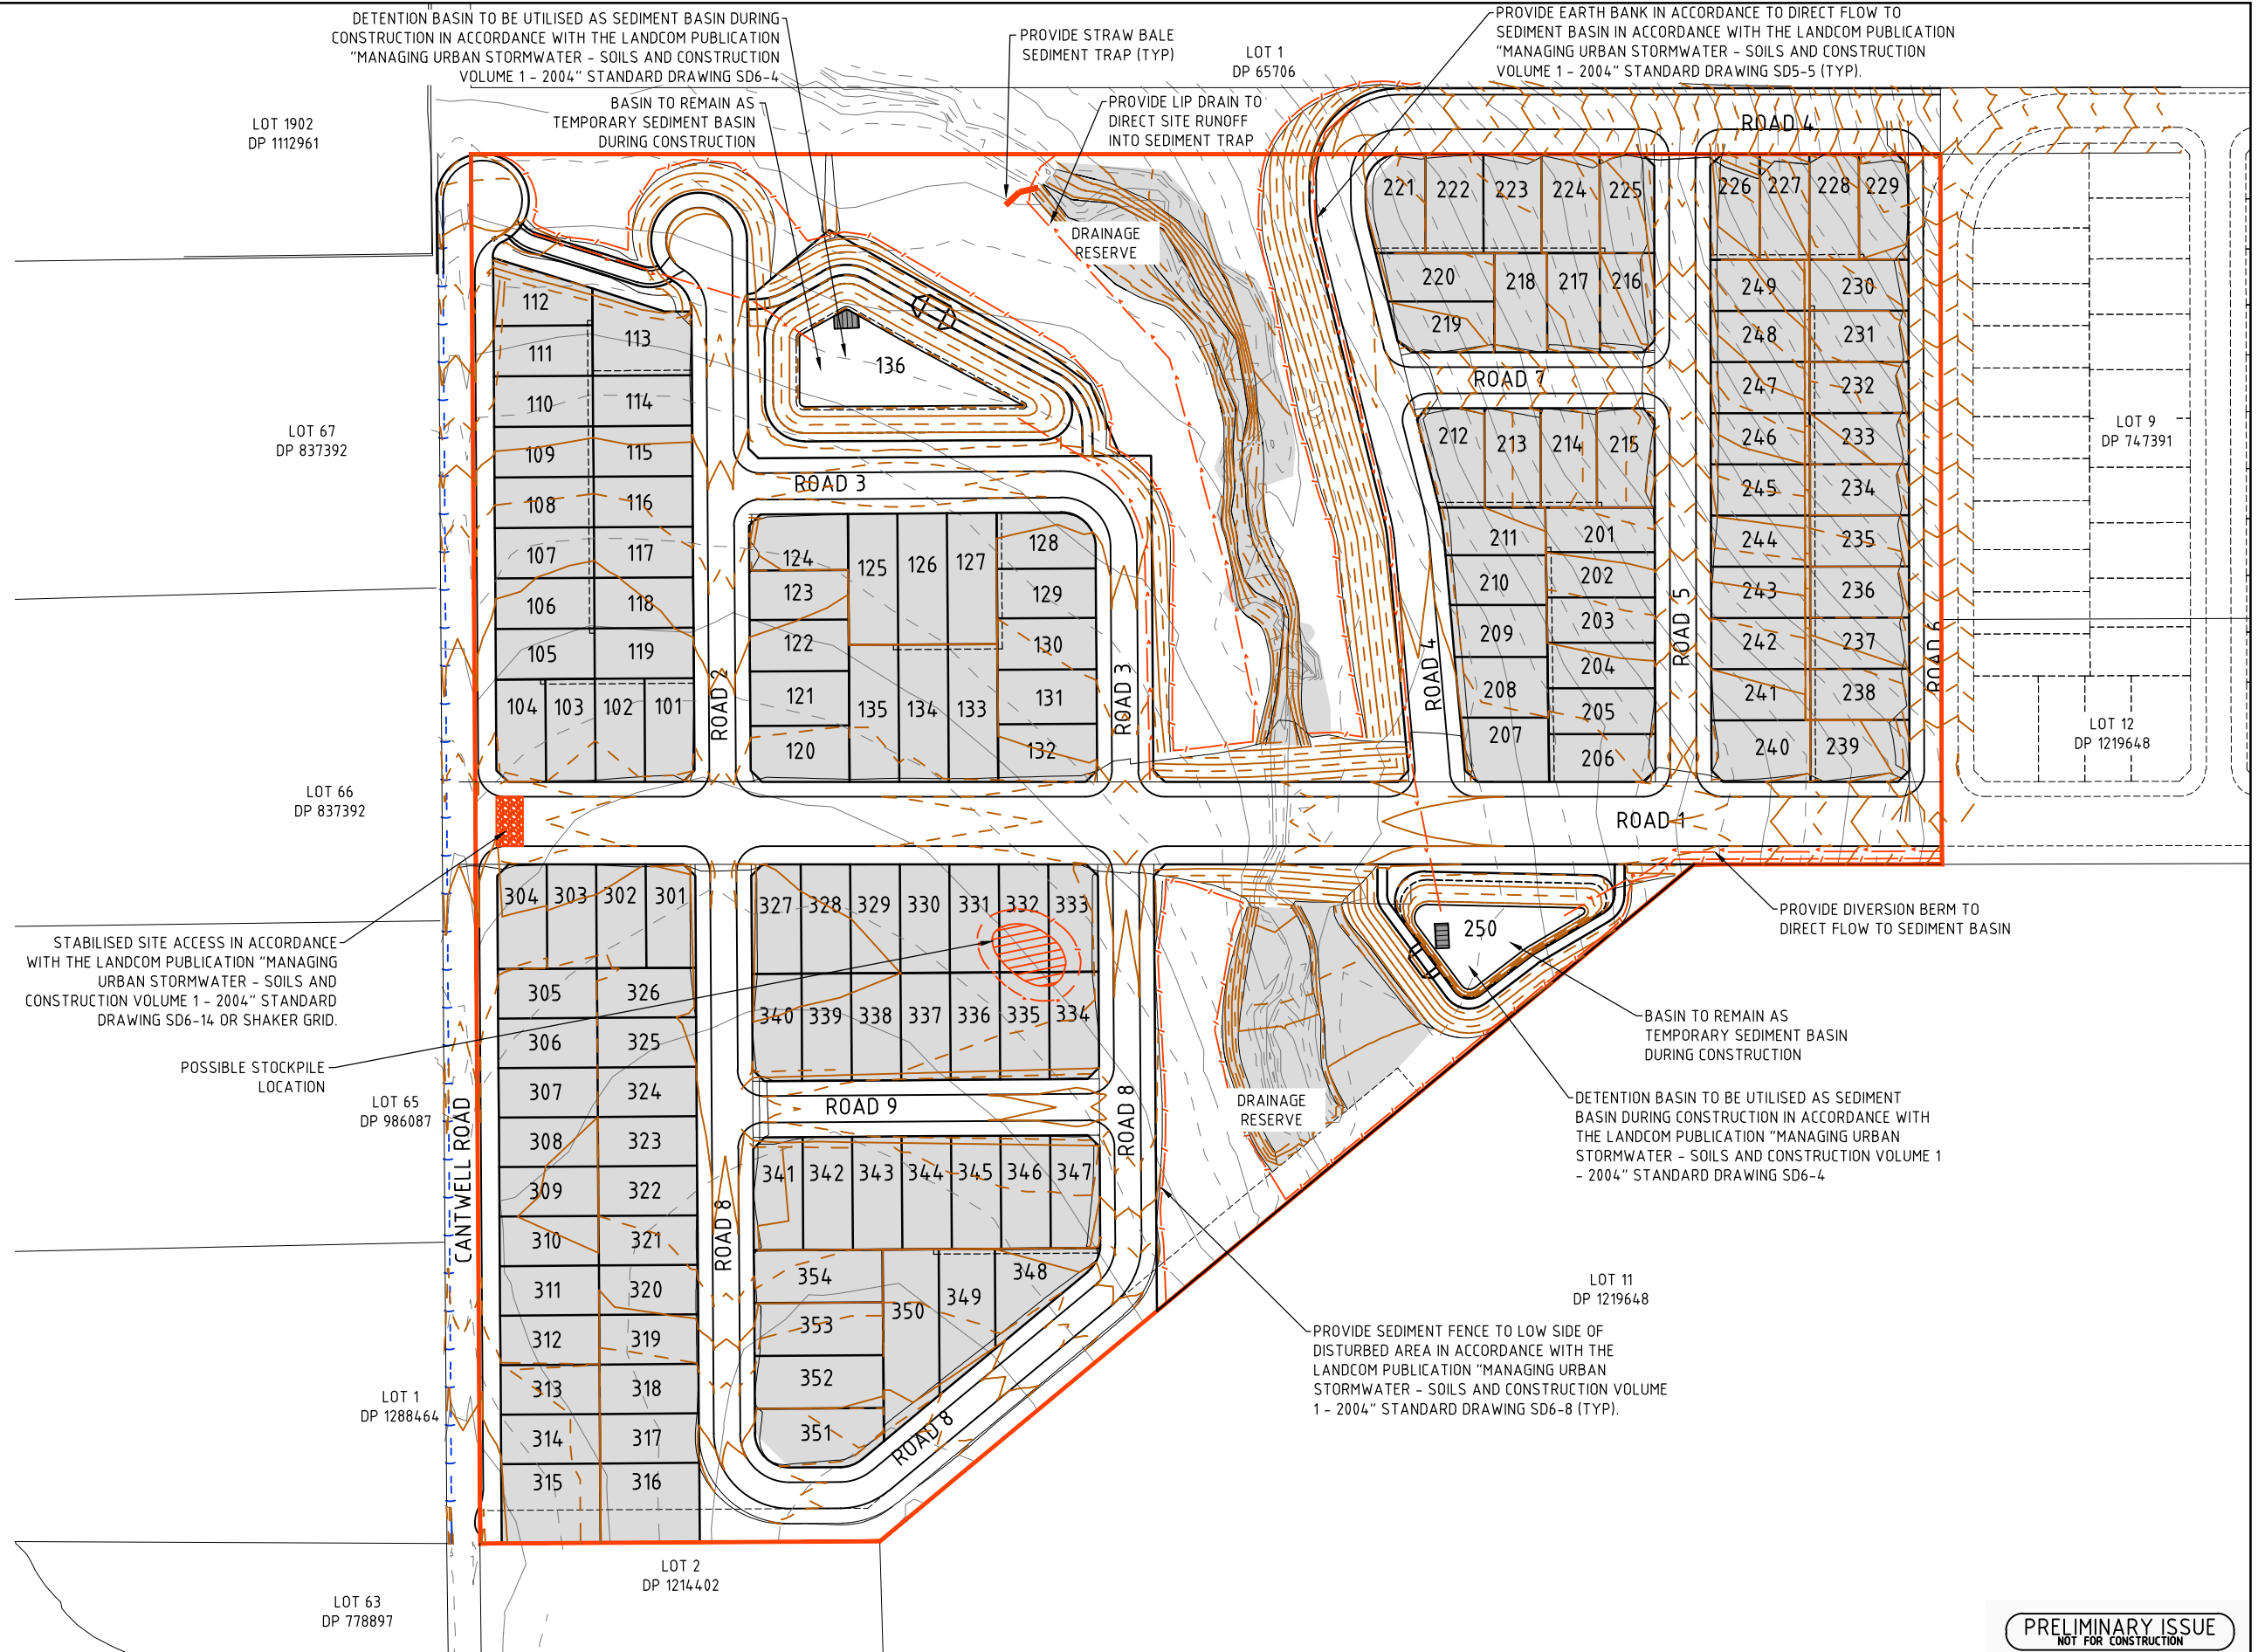 DETENTION BASIN TO BE UTILISED AS SEDIMENT BASIN DURING
CONSTRUCTION IN ACCORDANCE WITH THE LANDCOM PUBLICATION
"MANAGING URBAN STORMWATER - SOILS AND CONSTRUCTION
VOLUME 1 - 2004" STANDARD DRAWING SD6-4
BASIN TO REMAIN AS
TEMPORARY SEDIMENT BASIN
DURING CONSTRUCTION
PROVIDE STRAW BALE
SEDIMENT TRAP (TYP)
LOT 1
DP 65706
PROVIDE LIP DRAIN TO
DIRECT SITE RUNOFF
INTO SEDIMENT TRAP
PROVIDE EARTH BANK IN ACCORDANCE TO DIRECT FLOW TO
SEDIMENT BASIN IN ACCORDANCE WITH THE LANDCOM PUBLICATION
"MANAGING URBAN STORMWATER - SOILS AND CONSTRUCTION
VOLUME 1 - 2004" STANDARD DRAWING SD5-5 (TYP).
LOT 1902
DP 1112961
ROAD 4
DRAINAGE
RESERVE
221 222 223 224 225
226 227 228 229
220 218 217 216
219
249 230
248 231
247 232
246 233
245 234
244 235
243 236
242 237
241 238
240 239
ROAD 7
212 213 214 215
211 201
210 202
209 203
204
208 205
207 206
ROAD 4
ROAD 5
ROAD 6
LOT 9
DP 747391
LOT 12
DP 1219648
112 113
111
110 114
109 115
108 116
107 117
106 118
105 119
104 103 102 101
136
ROAD 3
124 125 126 127 128
123 129
122 130
121 135 134 133 131
120 132
ROAD 2
ROAD 3
LOT 67
DP 837392
LOT 66
DP 837392
ROAD 1
304 303 302 301
327 328 329 330 331 332 333
340 339 338 337 336 335 334
305 326
306 325
307 324
308 323
309 322
310 321
311 320
312 319
313 318
314 317
315 316
ROAD 9
341 342 343 344 345 346 347
354 350 349 348
353
352
351
ROAD 8
ROAD 8
ROAD 8
CANTWELL ROAD
250
DRAINAGE
RESERVE
STABILISED SITE ACCESS IN ACCORDANCE
WITH THE LANDCOM PUBLICATION "MANAGING
URBAN STORMWATER - SOILS AND
CONSTRUCTION VOLUME 1 - 2004" STANDARD
DRAWING SD6-14 OR SHAKER GRID.
POSSIBLE STOCKPILE
LOCATION
LOT 65
DP 986087
LOT 1
DP 1288464
PROVIDE DIVERSION BERM TO
DIRECT FLOW TO SEDIMENT BASIN
BASIN TO REMAIN AS
TEMPORARY SEDIMENT BASIN
DURING CONSTRUCTION
DETENTION BASIN TO BE UTILISED AS SEDIMENT
BASIN DURING CONSTRUCTION IN ACCORDANCE WITH
THE LANDCOM PUBLICATION "MANAGING URBAN
STORMWATER - SOILS AND CONSTRUCTION VOLUME 1
- 2004" STANDARD DRAWING SD6-4
LOT 11
DP 1219648
PROVIDE SEDIMENT FENCE TO LOW SIDE OF
DISTURBED AREA IN ACCORDANCE WITH THE
LANDCOM PUBLICATION "MANAGING URBAN
STORMWATER - SOILS AND CONSTRUCTION VOLUME
1 - 2004" STANDARD DRAWING SD6-8 (TYP).
LOT 2
DP 1214402
LOT 63
DP 778897
PRELIMINARY ISSUE
NOT FOR CONSTRUCTION